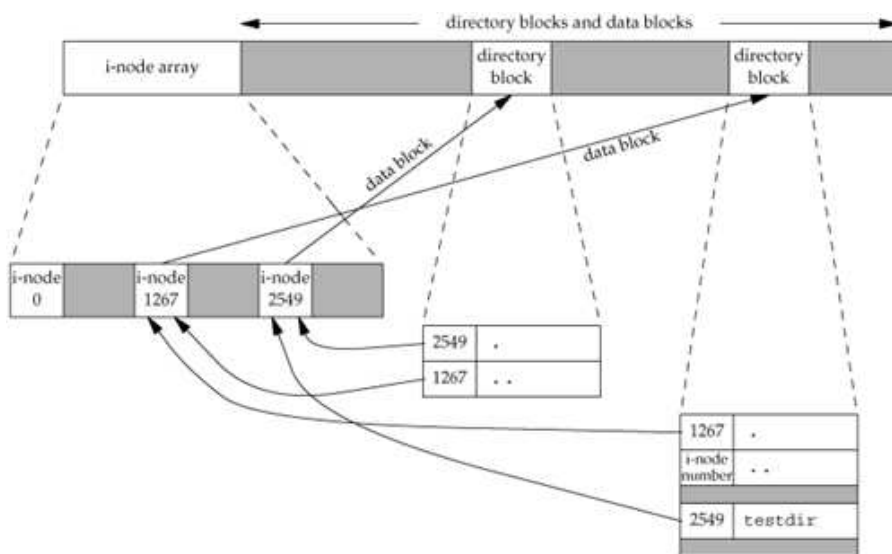 directory blocks and data blocks
i-node array
directory
block
directory
block
data block
data block
i-node
0
i-node
1267
i-node
2549
2549 .
1267 ..
1267 .
i-node
number ..
2549 testdir